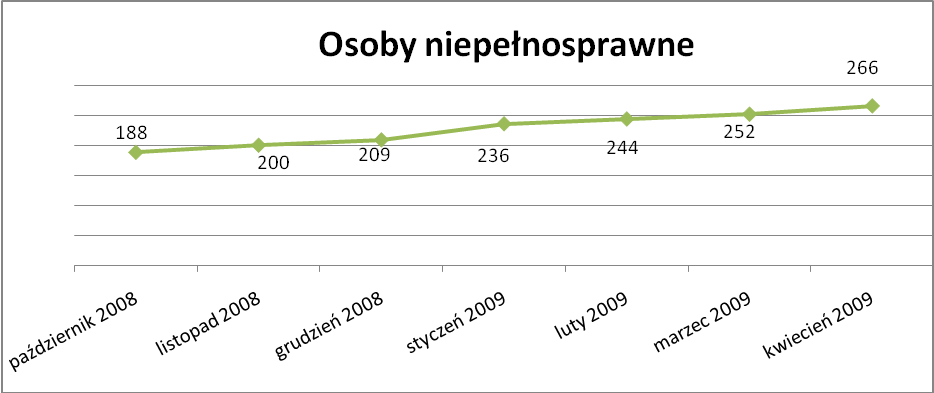 Osoby niepełnosprawne
188
200
209
236
244
252
266
październik 2008
listopad 2008
grudzień 2008
styczeń 2009
luty 2009
marzec 2009
kwiecień 2009